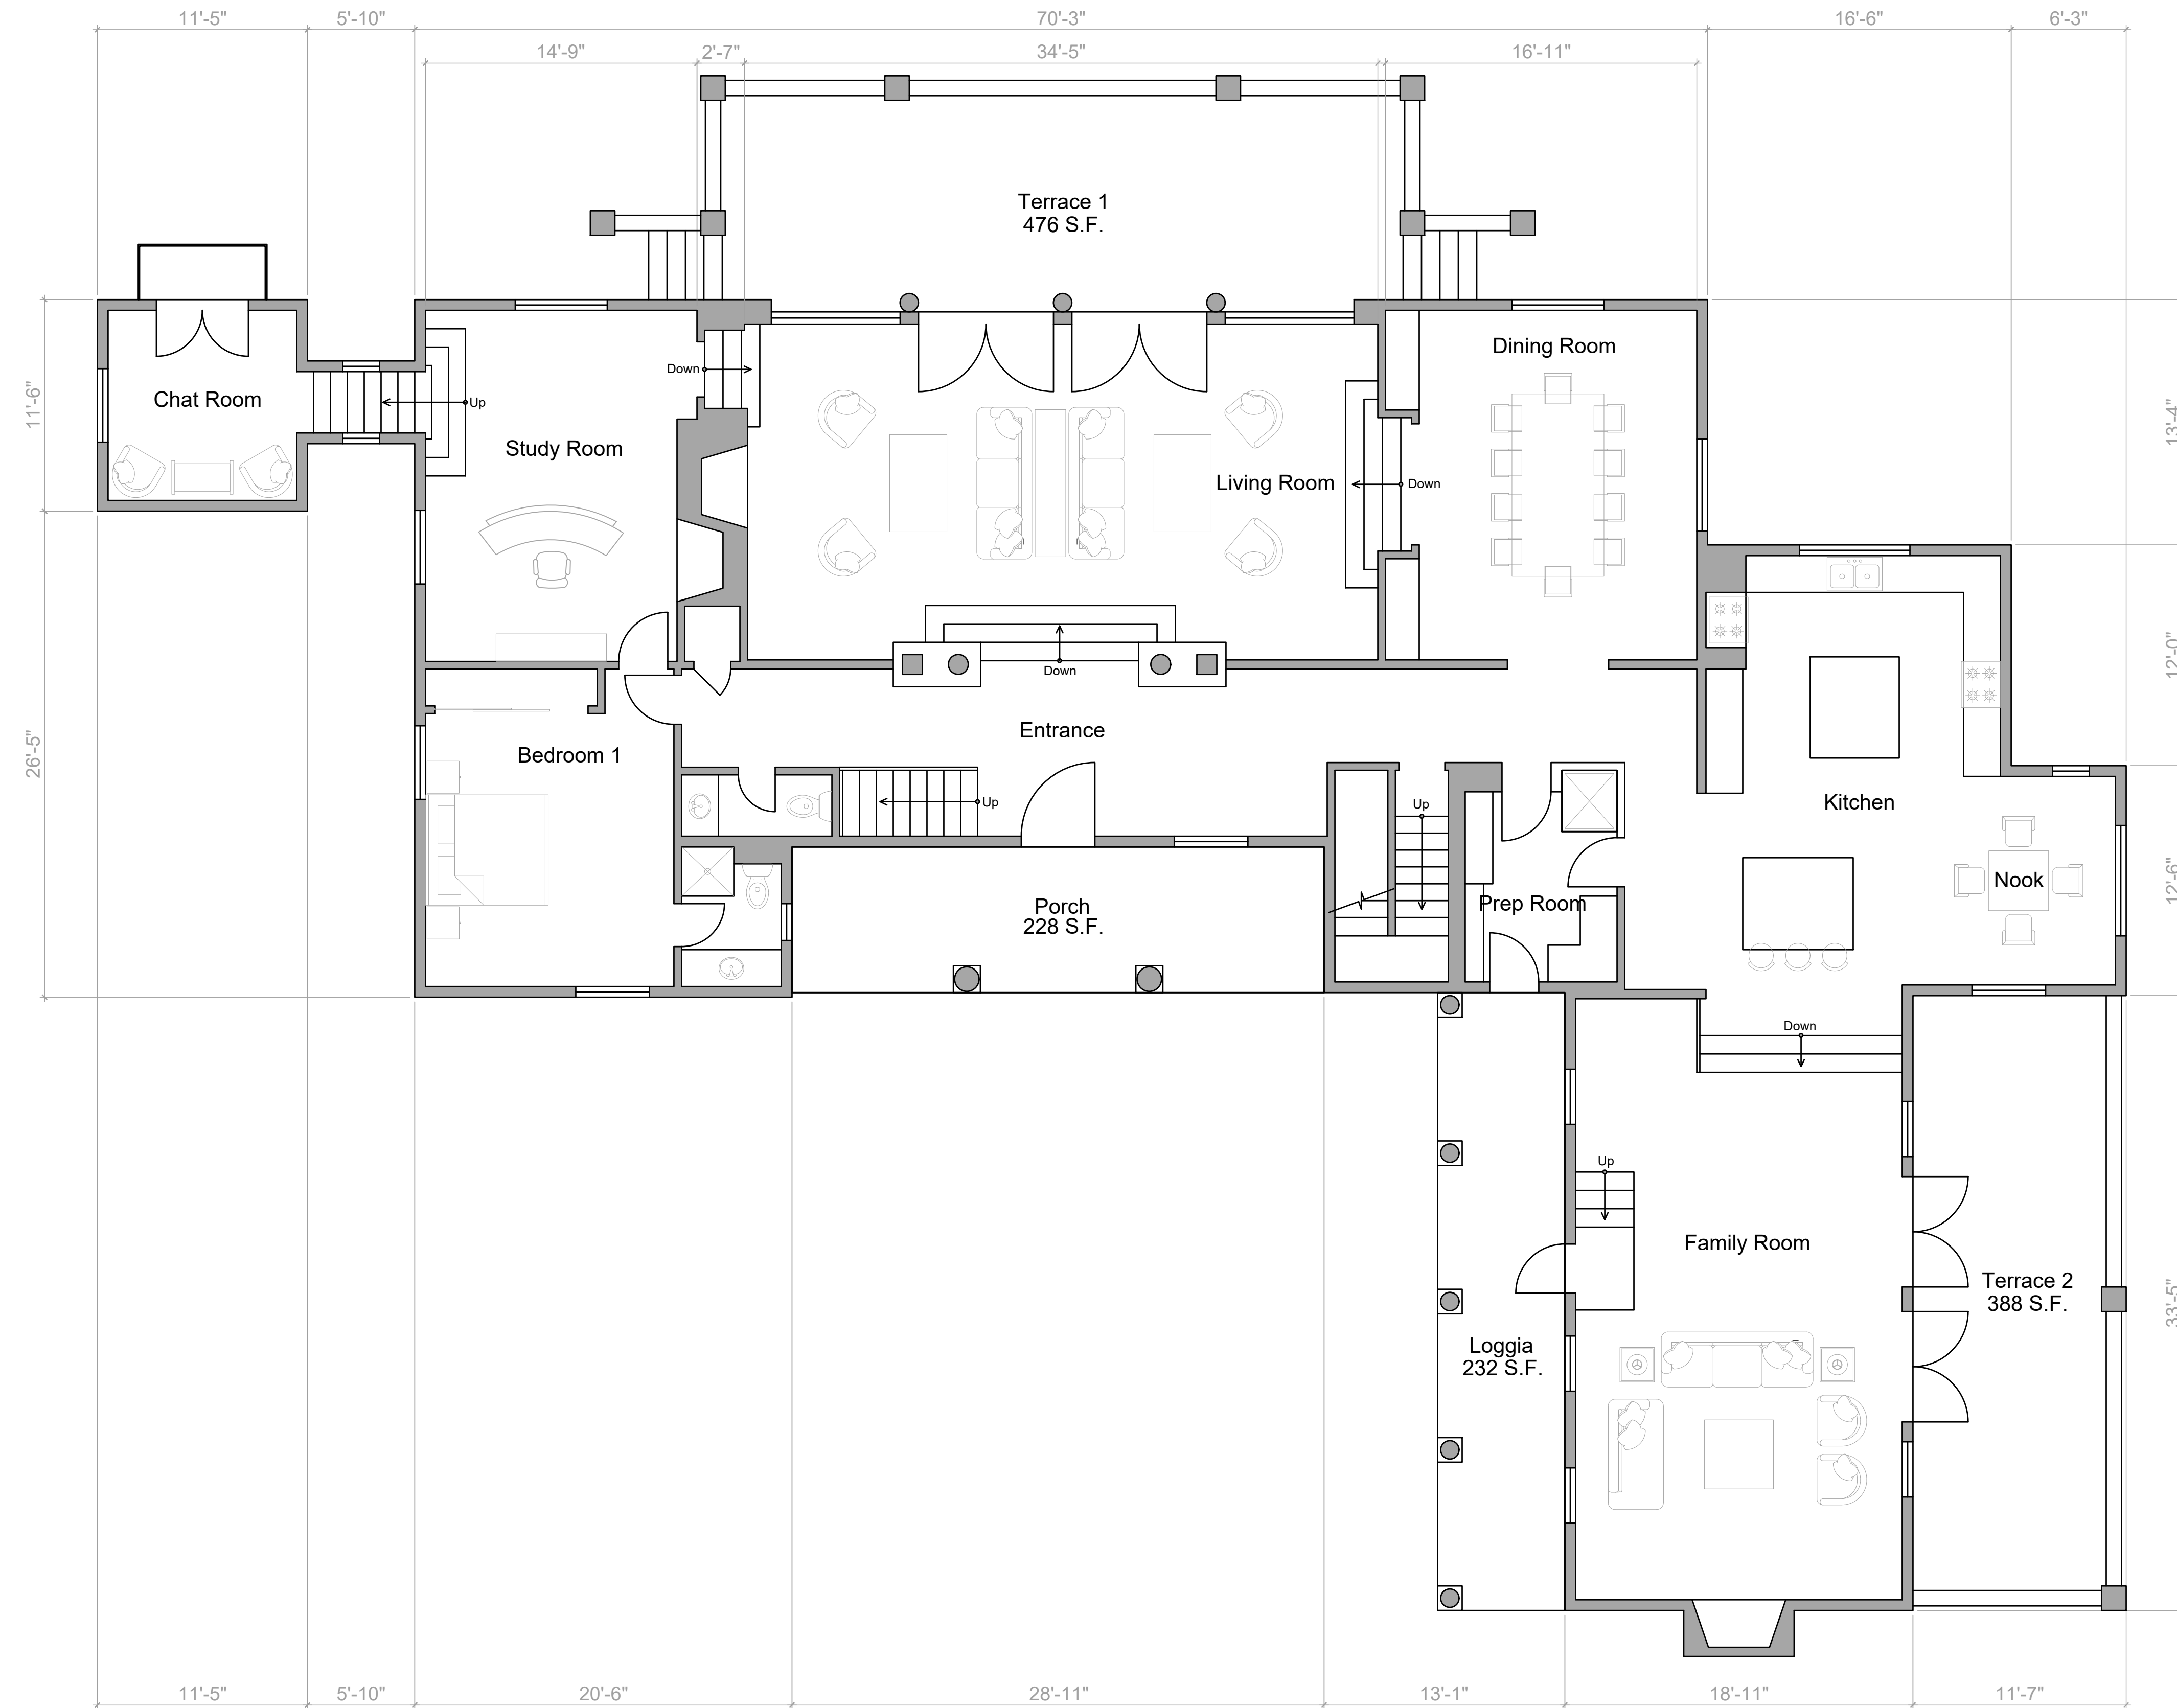 11'-5"
5'-10"
70'-3"
16'-6"
6'-3"
14'-9"
2'-7"
34'-5"
16'-11"
Terrace 1
476 S.F.
Dining Room
Down
11'-6"
Chat Room
Up
13'-4"
Study Room
Living Room
Down
12'-0"
Down
Entrance
26'-5"
Bedroom 1
Up
Up
Kitchen
Nook
12'-6"
Prep Room
Porch
228 S.F.
Down
Up
Family Room
Terrace 2
388 S.F.
33'-5"
Loggia
232 S.F.
11'-5"
5'-10"
20'-6"
28'-11"
13'-1"
18'-11"
11'-7"